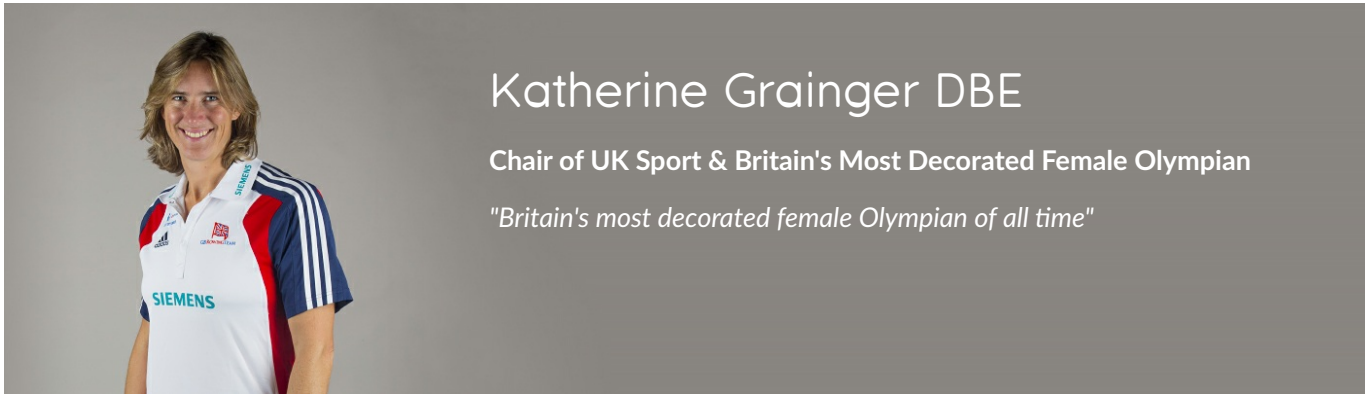 Katherine Grainger DBE
Chair of UK Sport & Britain's Most Decorated Female Olympian
"Britain's most decorated female Olympian of all time"
SIEMENS
SIEMENS